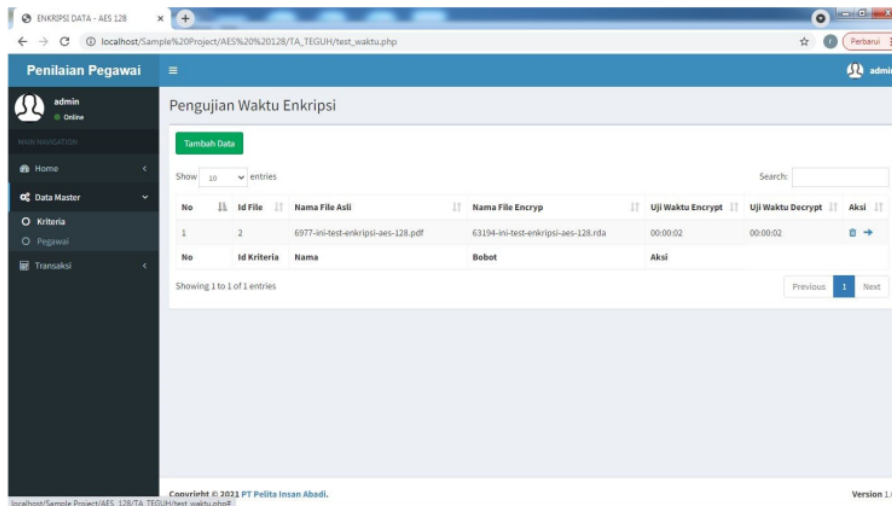 ENKRIPSI DATA - AES 128
localhost/Sample%20Project/AES%20%20128/TA_TEGUH/test_waktu.php
Perbarui
Penilaian Pegawai
admin
admin
Online
MAIN NAVIGATION
Home
Data Master
Kriteria
Pegawai
Transaksi
Pengujian Waktu Enkripsi
Tambah Data
Show 10 entries
Search:
No Id File Nama File Asli Nama File Encryp Uji Waktu Encrypt Uji Waktu Decrypt Aksi
1 2 6977-ini-test-enkripsi-aes-128.pdf 63194-ini-test-enkripsi-aes-128.rda 00:00:02 00:00:02
No Id Kriteria Nama Bobot Aksi
Showing 1 to 1 of 1 entries
Previous 1 Next
Copyright © 2021 PT Pelita Insan Abadi.
Version 1.0
localhost/Sample Project/AES_128/TA_TEGUH/test_waktu.php#